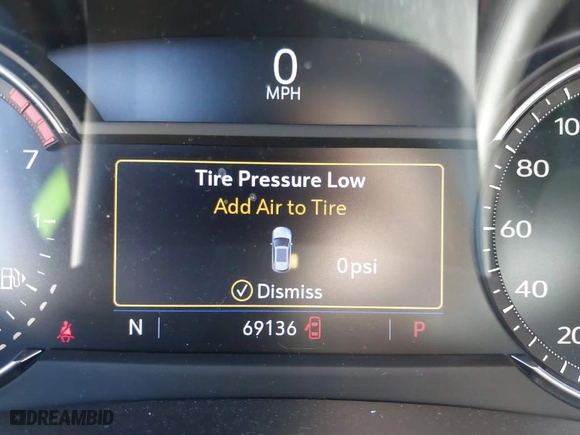 0
MPH
Tire Pressure Low
Add Air to Tire
0psi
Dismiss
N
69136
P
7
1
10
80
60
40
20
DREAMBID